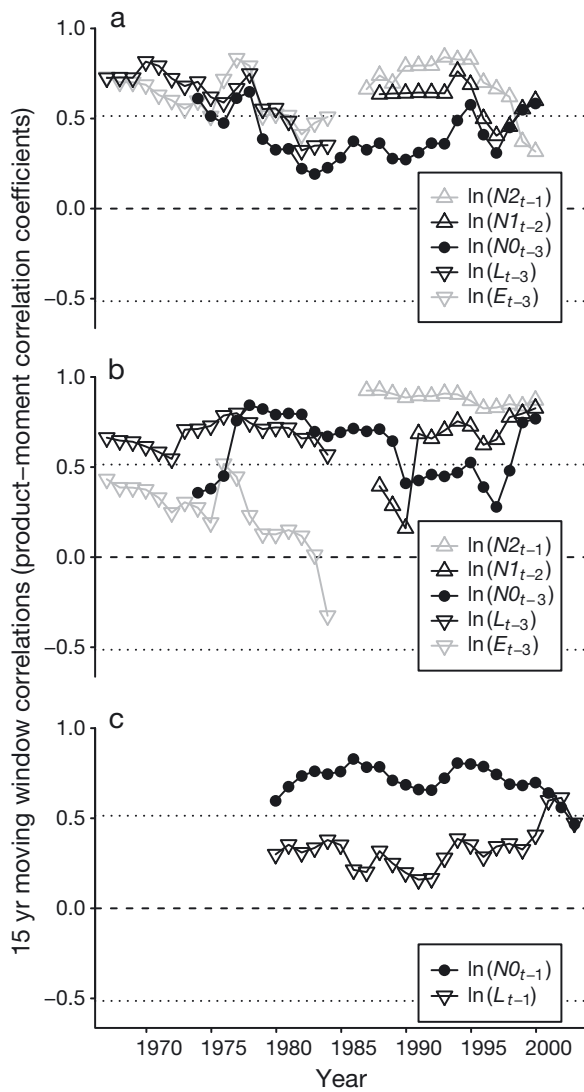 15 yr moving window correlations (product–moment correlation coefficients)
a
1.0
0.5
0.0
−0.5
ln(N2t−1)
ln(N1t−2)
ln(N0t−3)
ln(Lt−3)
ln(Et−3)
b
1.0
0.5
0.0
−0.5
ln(N2t−1)
ln(N1t−2)
ln(N0t−3)
ln(Lt−3)
ln(Et−3)
c
1.0
0.5
0.0
−0.5
ln(N0t−1)
ln(Lt−1)
1970 1975 1980 1985 1990 1995 2000
Year